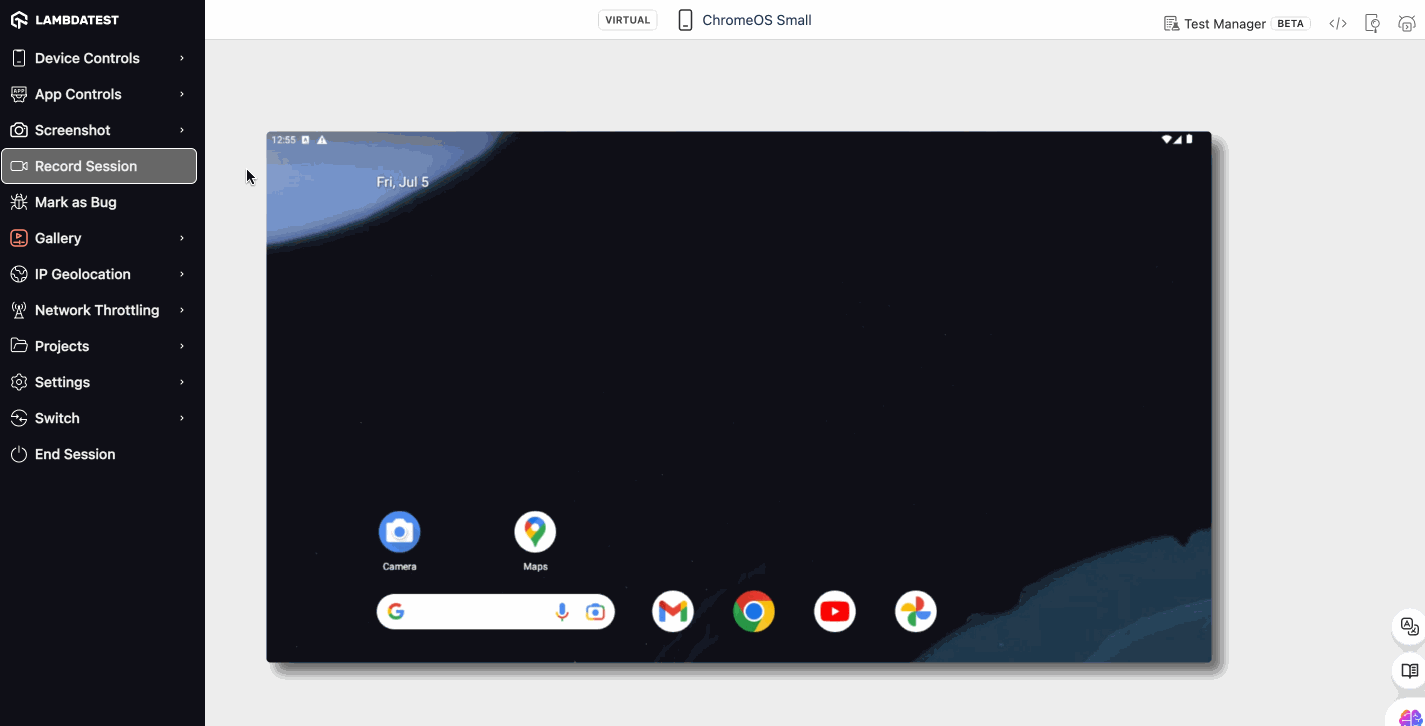 LAMBDATEST
Device Controls
App Controls
Screenshot
Record Session
Mark as Bug
Gallery
IP Geolocation
Network Throttling
Projects
Settings
Switch
End Session
VIRTUAL
ChromeOS Small
Test Manager BETA
</>
12:55
Fri, Jul 5
Camera
Maps